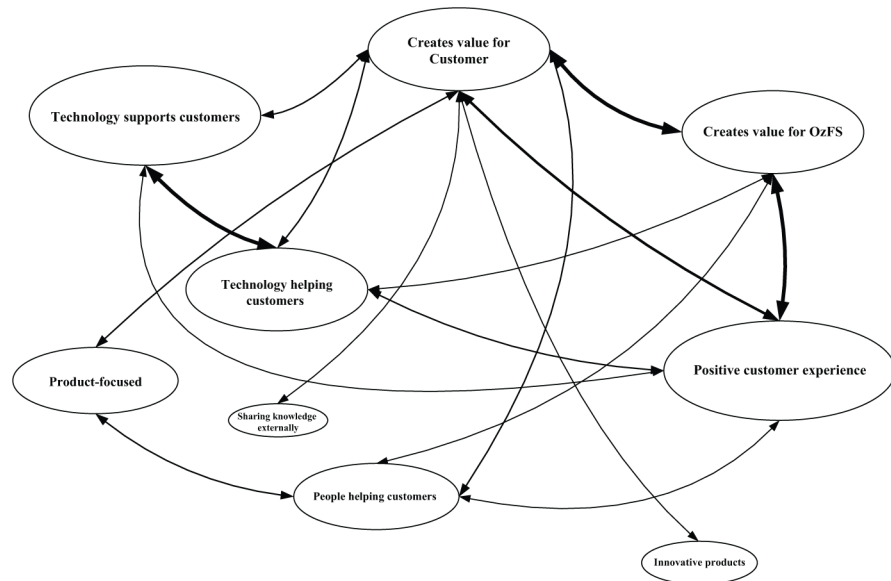 Creates value for
Customer
Technology supports customers
Creates value for OzFS
Technology helping
customers
Positive customer experience
Product-focused
Sharing knowledge
externally
People helping customers
Innovative products